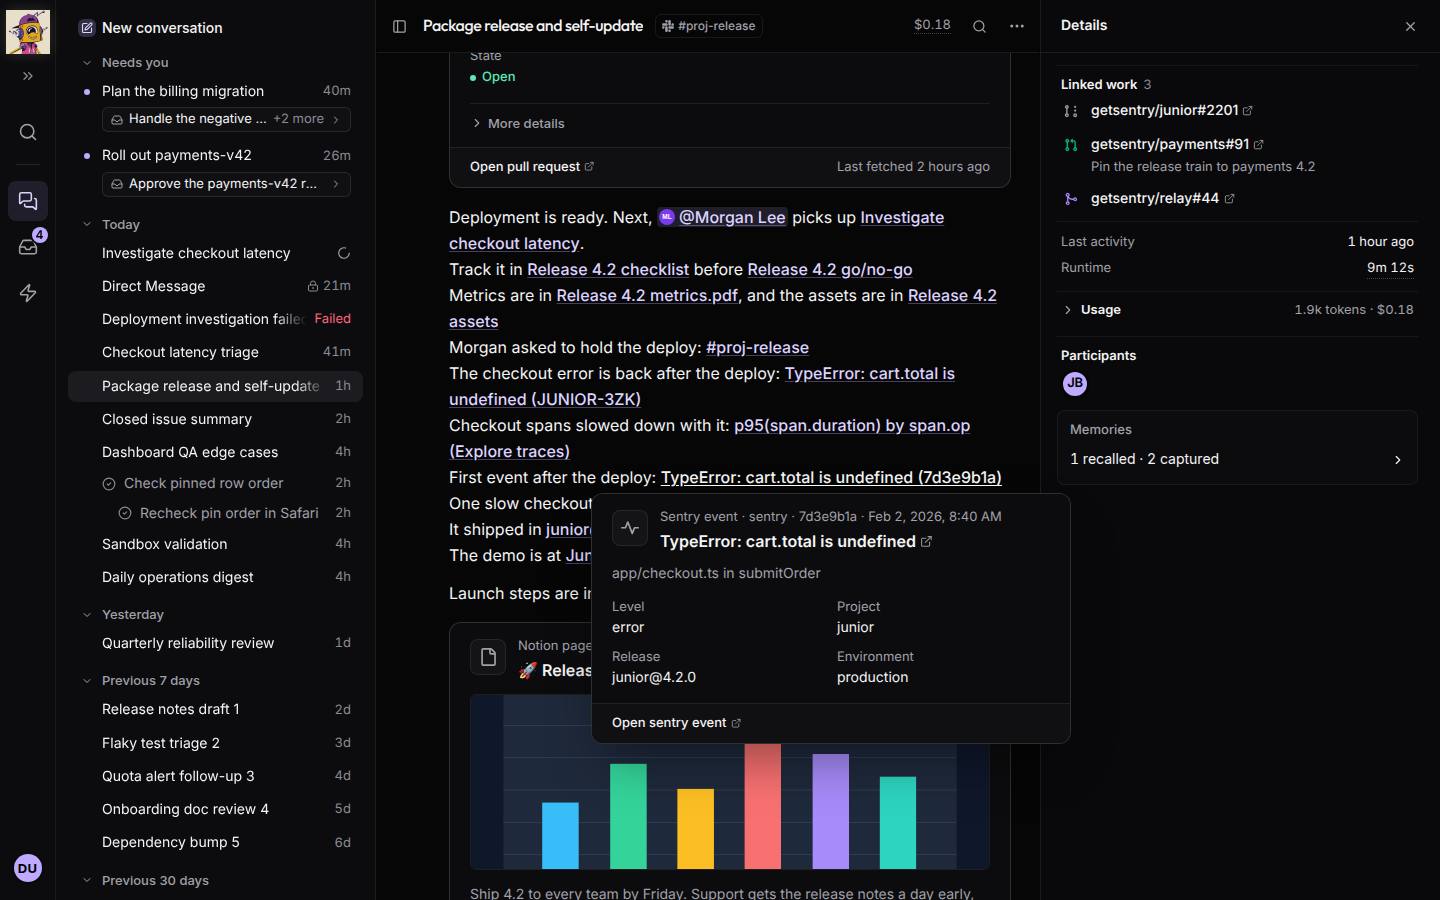 New conversation
Needs you
Plan the billing migration 40m
Handle the negative ... +2 more
Roll out payments-v42 26m
Approve the payments-v42 r...
Today
Investigate checkout latency
Direct Message 21m
Deployment investigation failed Failed
Checkout latency triage 41m
Package release and self-update 1h
Closed issue summary 2h
Dashboard QA edge cases 4h
Check pinned row order 2h
Recheck pin order in Safari 2h
Sandbox validation 4h
Daily operations digest 4h
Yesterday
Quarterly reliability review 1d
Previous 7 days
Release notes draft 1 2d
Flaky test triage 2 3d
Quota alert follow-up 3 4d
Onboarding doc review 4 5d
Dependency bump 5 6d
Previous 30 days
4
DU
Package release and self-update #proj-release $0.18
State
Open
More details
Open pull request Last fetched 2 hours ago
Deployment is ready. Next, ML @Morgan Lee picks up Investigate
checkout latency.
Track it in Release 4.2 checklist before Release 4.2 go/no-go
Metrics are in Release 4.2 metrics.pdf, and the assets are in Release 4.2
assets
Morgan asked to hold the deploy: #proj-release
The checkout error is back after the deploy: TypeError: cart.total is
undefined (JUNIOR-3ZK)
Checkout spans slowed down with it: p95(span.duration) by span.op
(Explore traces)
First event after the deploy: TypeError: cart.total is undefined (7d3e9b1a)
One slow checkout
It shipped in junior
The demo is at Jun
Launch steps are in
Notion page
🚀 Releas
Ship 4.2 to every team by Friday. Support gets the release notes a day early,
Sentry event · sentry · 7d3e9b1a · Feb 2, 2026, 8:40 AM
TypeError: cart.total is undefined
app/checkout.ts in submitOrder
Level Project
error junior
Release Environment
junior@4.2.0 production
Open sentry event
Details
Linked work 3
getsentry/junior#2201
getsentry/payments#91
Pin the release train to payments 4.2
getsentry/relay#44
Last activity 1 hour ago
Runtime 9m 12s
Usage 1.9k tokens · $0.18
Participants
JB
Memories
1 recalled · 2 captured